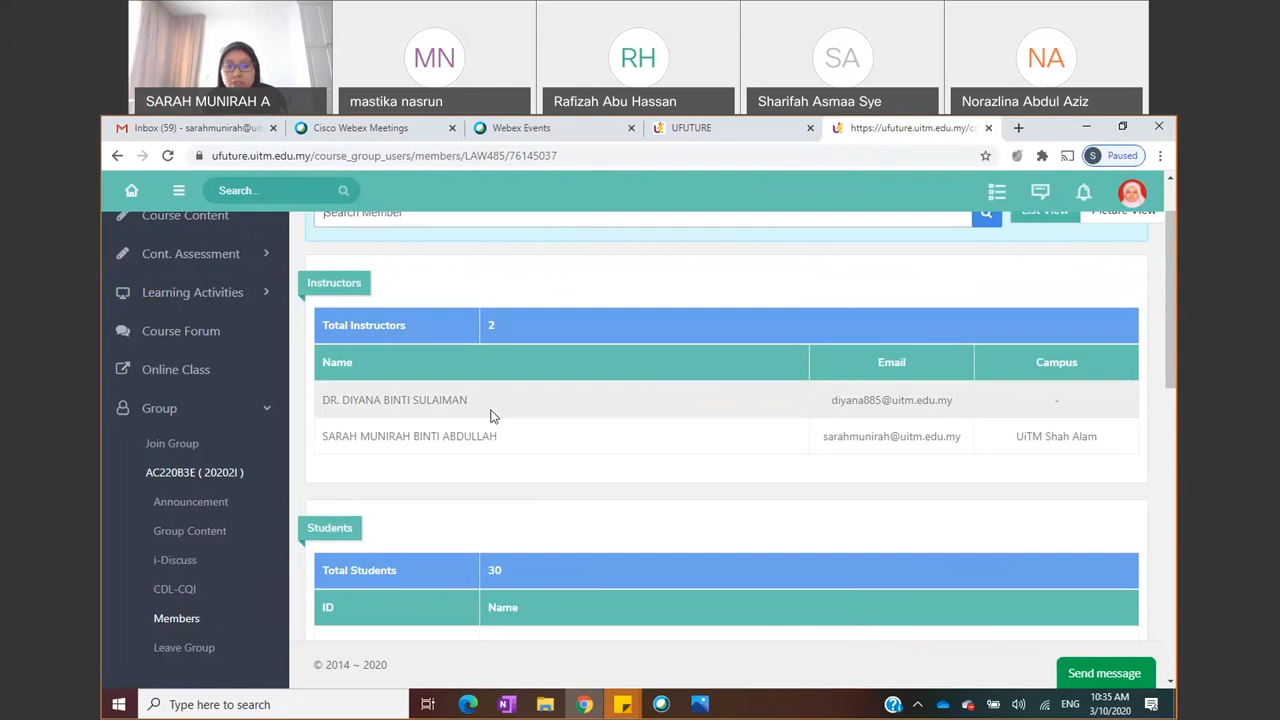 MN
RH
SA
NA
SARAH MUNIRAH A
mastika nasrun
Rafizah Abu Hassan
Sharifah Asmaa Sye
Norazlina Abdul Aziz
Inbox (59) - sarahmunirah@ui
Cisco Webex Meetings
Webex Events
UFUTURE
https://ufuture.uitm.edu.my/co
ufuture.uitm.edu.my/course_group_users/members/LAW485/76145037
S Paused
Search...
Course Content
Search Member
List View
Picture View
Cont. Assessment
Learning Activities
Course Forum
Online Class
Group
Join Group
AC220B3E ( 20202I )
Announcement
Group Content
i-Discuss
CDL-CQI
Members
Leave Group
Instructors
Total Instructors 2
Name Email Campus
DR. DIYANA BINTI SULAIMAN diyana885@uitm.edu.my -
SARAH MUNIRAH BINTI ABDULLAH sarahmunirah@uitm.edu.my UiTM Shah Alam
Students
Total Students 30
ID Name
© 2014 ~ 2020
Send message
Type here to search
ENG
10:35 AM
3/10/2020